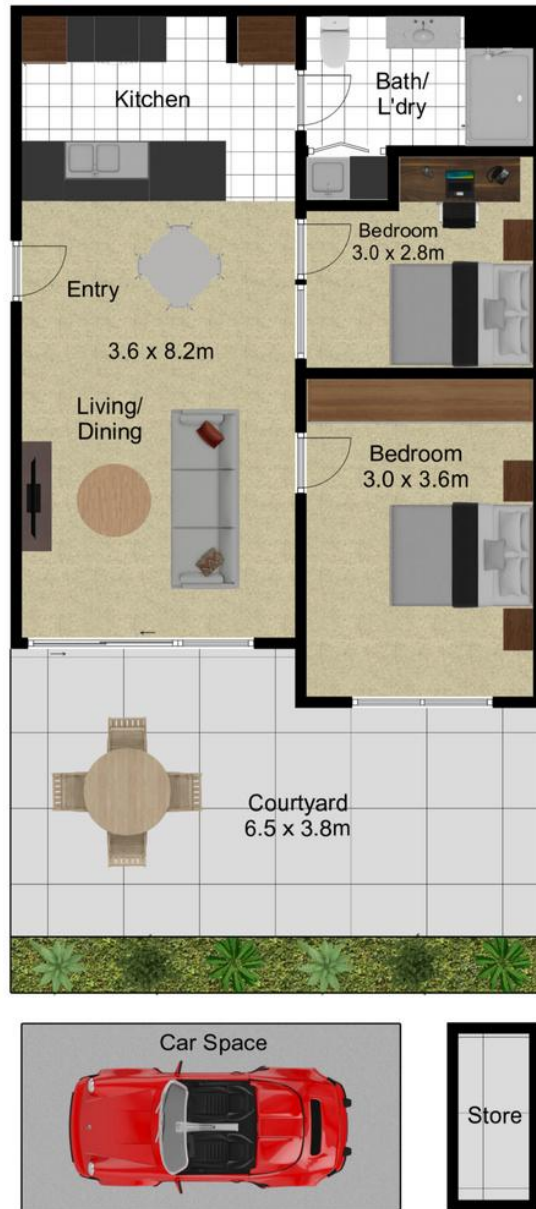 Kitchen
Bath/
L'dry
Bedroom
3.0 x 2.8m
Entry
3.6 x 8.2m
Living/
Dining
Bedroom
3.0 x 3.6m
Courtyard
6.5 x 3.8m
Car Space
Store